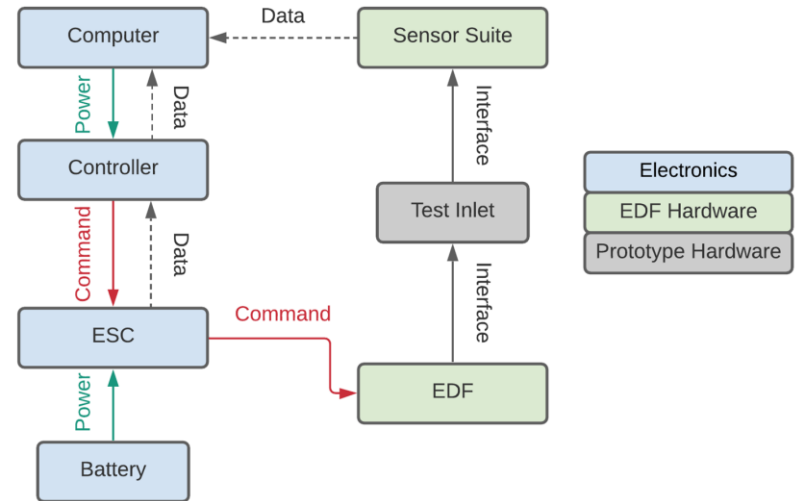 Data
Computer
Sensor Suite
Power
Data
Interface
Controller
Electronics
Test Inlet
EDF Hardware
Command
Data
Prototype Hardware
Interface
Command
ESC
EDF
Power
Battery